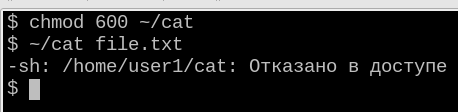 $ chmod 600 ~/cat
$ ~/cat file.txt
-sh: /home/user1/cat: Отказано в доступе
$